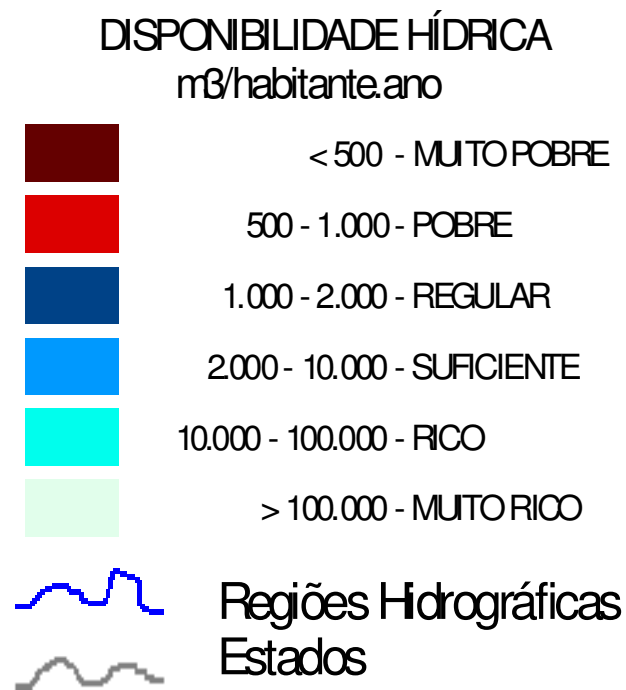 DISPONIBILIDADE HÍDRICA
m3/habitante.ano
< 500 - MUITO POBRE
500 - 1.000 - POBRE
1.000 - 2.000 - REGULAR
2.000 - 10.000 - SUFICIENTE
10.000 - 100.000 - RICO
> 100.000 - MUITO RICO
Regiões Hidrográficas
Estados